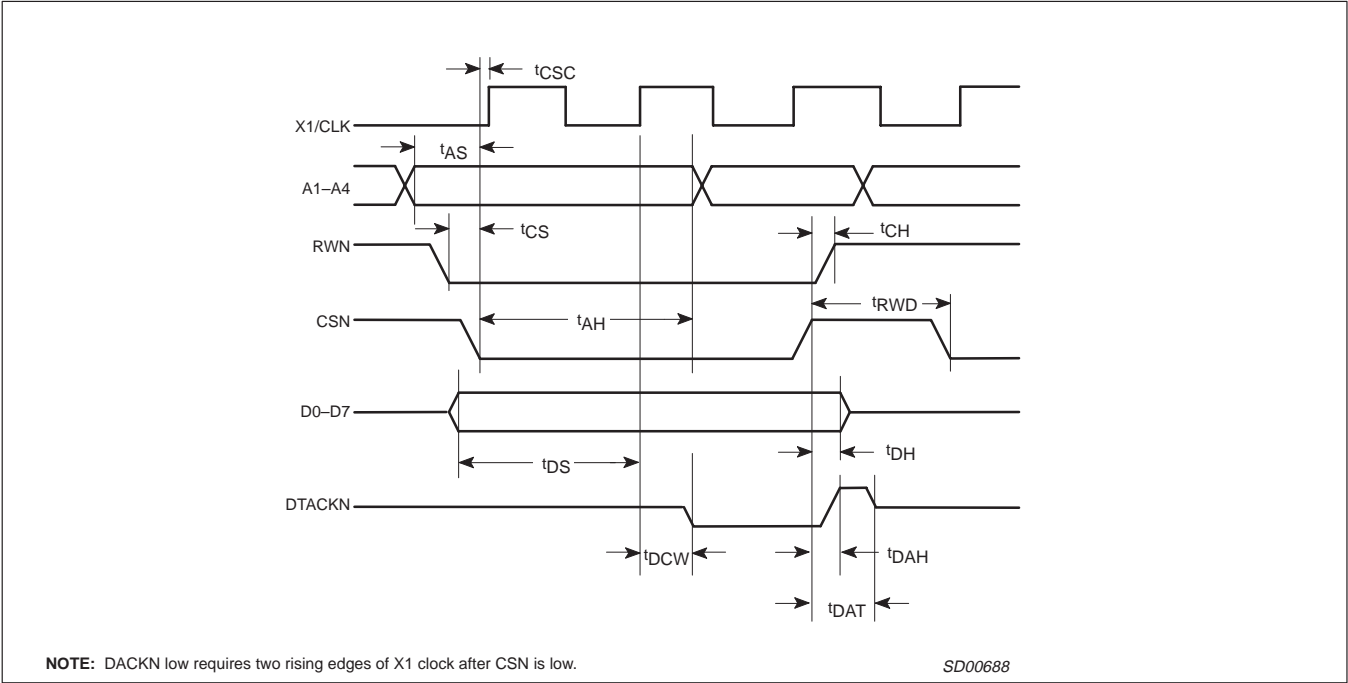 tCSC
X1/CLK
tAS
A1–A4
tCS
tCH
RWN
tRWD
CSN
tAH
D0–D7
tDH
tDS
DTACKN
tDCW
tDAH
tDAT
NOTE: DACKN low requires two rising edges of X1 clock after CSN is low.
SD00688